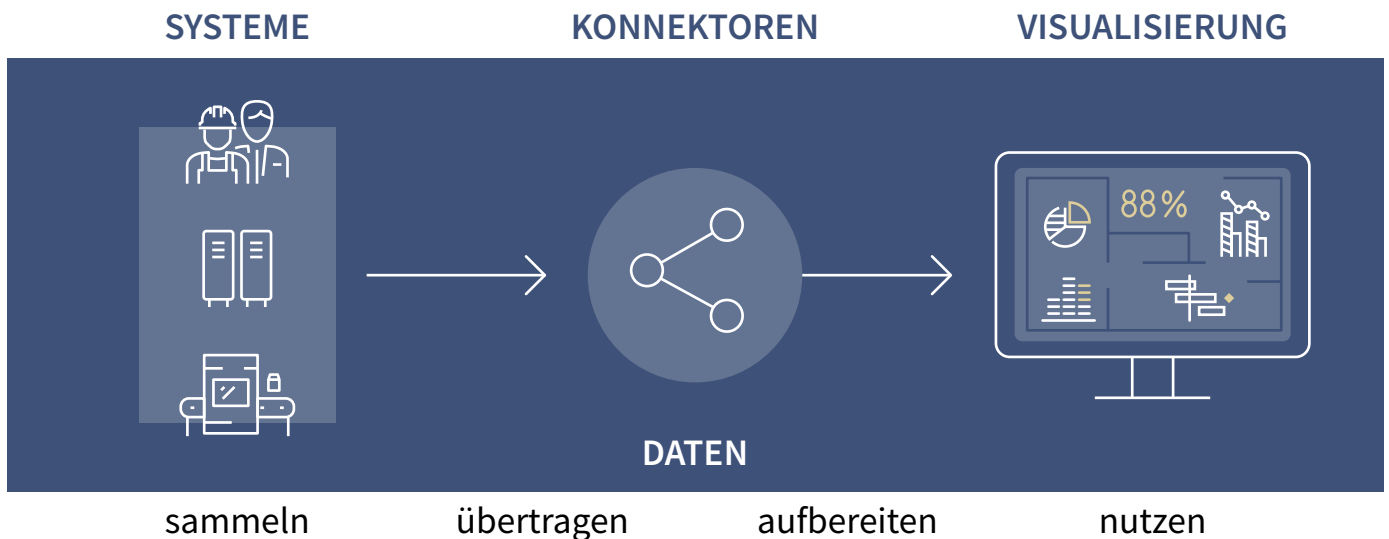 SYSTEME KONNEKTOREN VISUALISIERUNG
88%
DATEN
sammeln übertragen aufbereiten nutzen